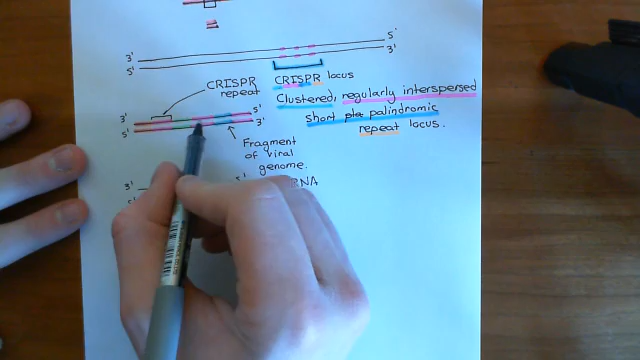 5'
3'
3'
5'
CRISPR repeat
CRISPR locus
Clustered, regularly interspersed
short palindromic
repeat locus.
3'
5'
5'
3'
Fragment
of viral
genome.
3'
5'